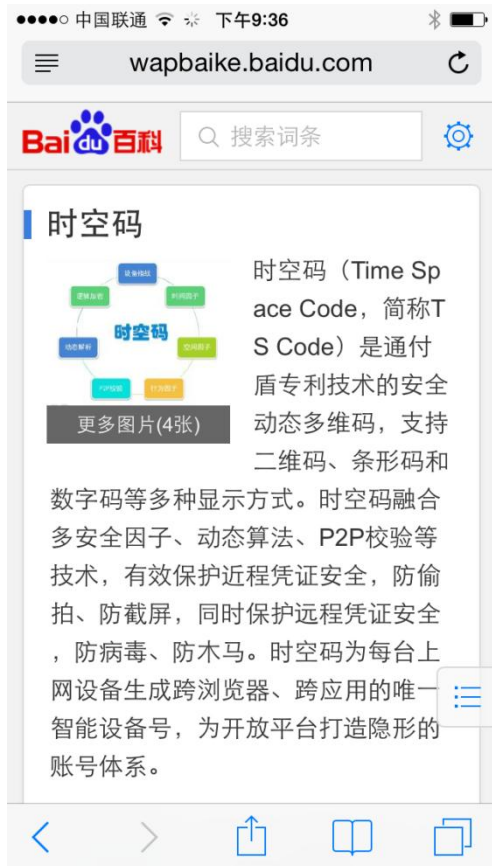 中国联通 下午9:36
wapbaike.baidu.com
Bai du 百科 搜索词条
时空码
设备指纹
逻辑加密 时间因子
时空码
动态解析 空间因子
P2P校验 行为因子
更多图片(4张)
时空码（Time Sp
ace Code，简称T
S Code）是通付
盾专利技术的安全
动态多维码，支持
二维码、条形码和
数字码等多种显示方式。时空码融合
多安全因子、动态算法、P2P校验等
技术，有效保护近程凭证安全，防偷
拍、防截屏，同时保护远程凭证安全
，防病毒、防木马。时空码为每台上
网设备生成跨浏览器、跨应用的唯一
智能设备号，为开放平台打造隐形的
账号体系。